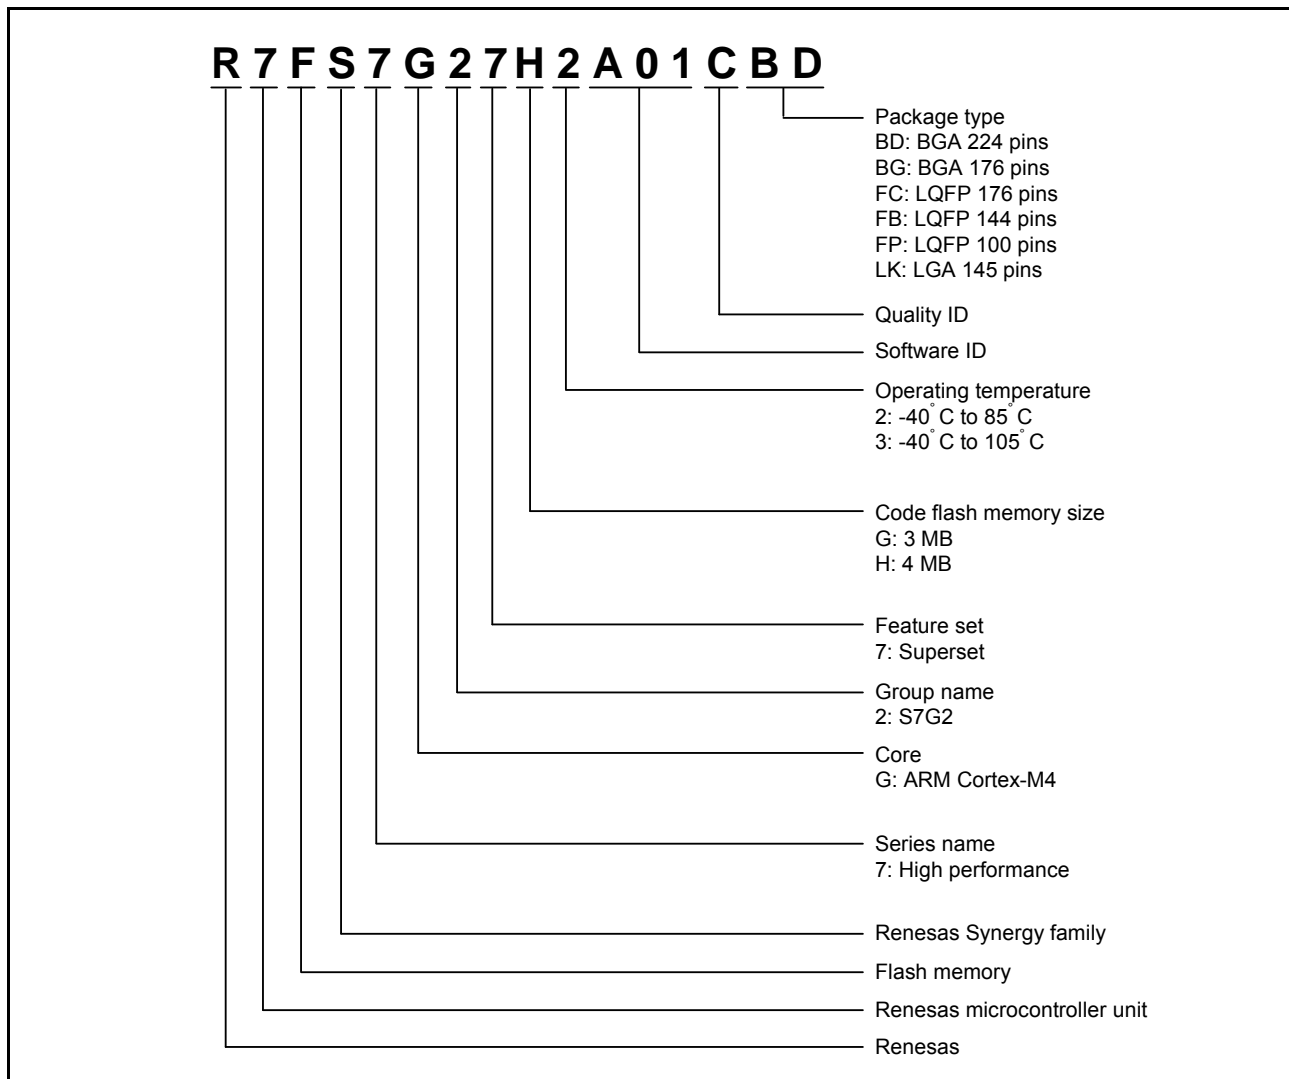 R 7 F S 7 G 2 7 H 2 A 0 1 C B D
Package type
BD: BGA 224 pins
BG: BGA 176 pins
FC: LQFP 176 pins
FB: LQFP 144 pins
FP: LQFP 100 pins
LK: LGA 145 pins
Quality ID
Software ID
Operating temperature
2: -40° C to 85° C
3: -40° C to 105° C
Code flash memory size
G: 3 MB
H: 4 MB
Feature set
7: Superset
Group name
2: S7G2
Core
G: ARM Cortex-M4
Series name
7: High performance
Renesas Synergy family
Flash memory
Renesas microcontroller unit
Renesas